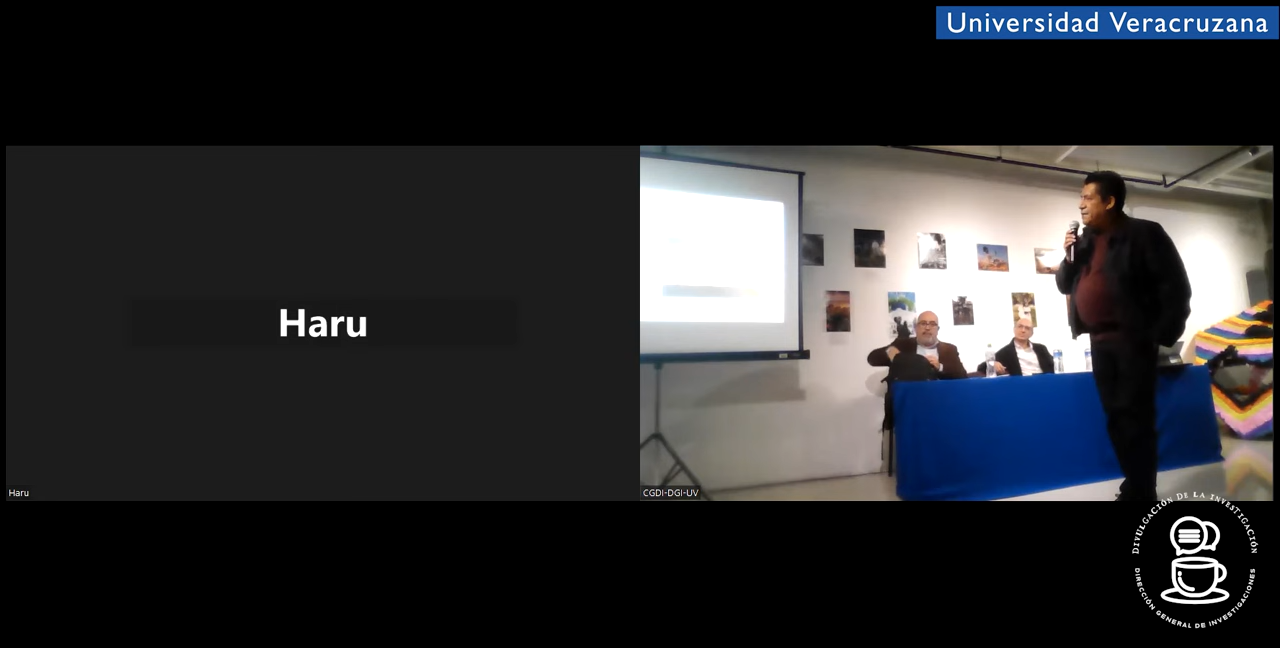 Universidad Veracruzana
Haru
Haru
CGDI-DGI-UV
DIVULGACIÓN DE LA INVESTIGACIÓN
DIRECCIÓN GENERAL DE INVESTIGACIONES